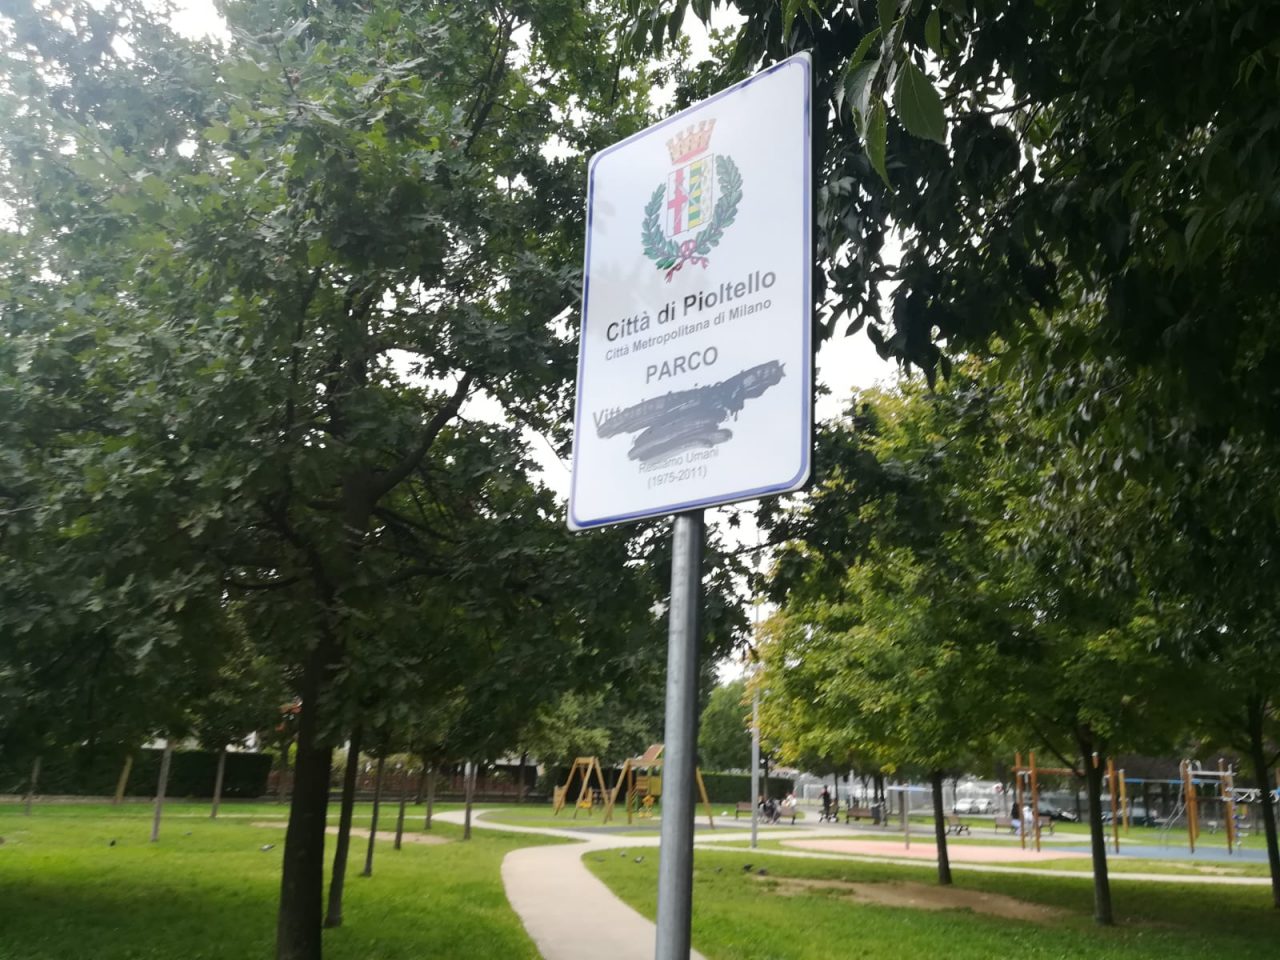 Città di Pioltello
Città Metropolitana di Milano
PARCO
Restiamo Umani
(1975-2011)